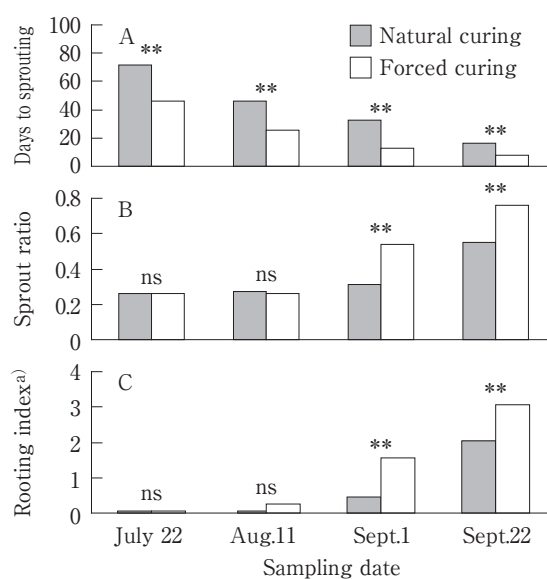 A
Natural curing
Forced curing
Days to sprouting
100
80
60
40
20
0
**
**
**
**
B
Sprout ratio
0.8
0.6
0.4
0.2
0
ns
ns
**
**
C
Rooting index a)
4
3
2
1
0
ns
ns
**
**
July 22
Aug.11
Sept.1
Sept.22
Sampling date